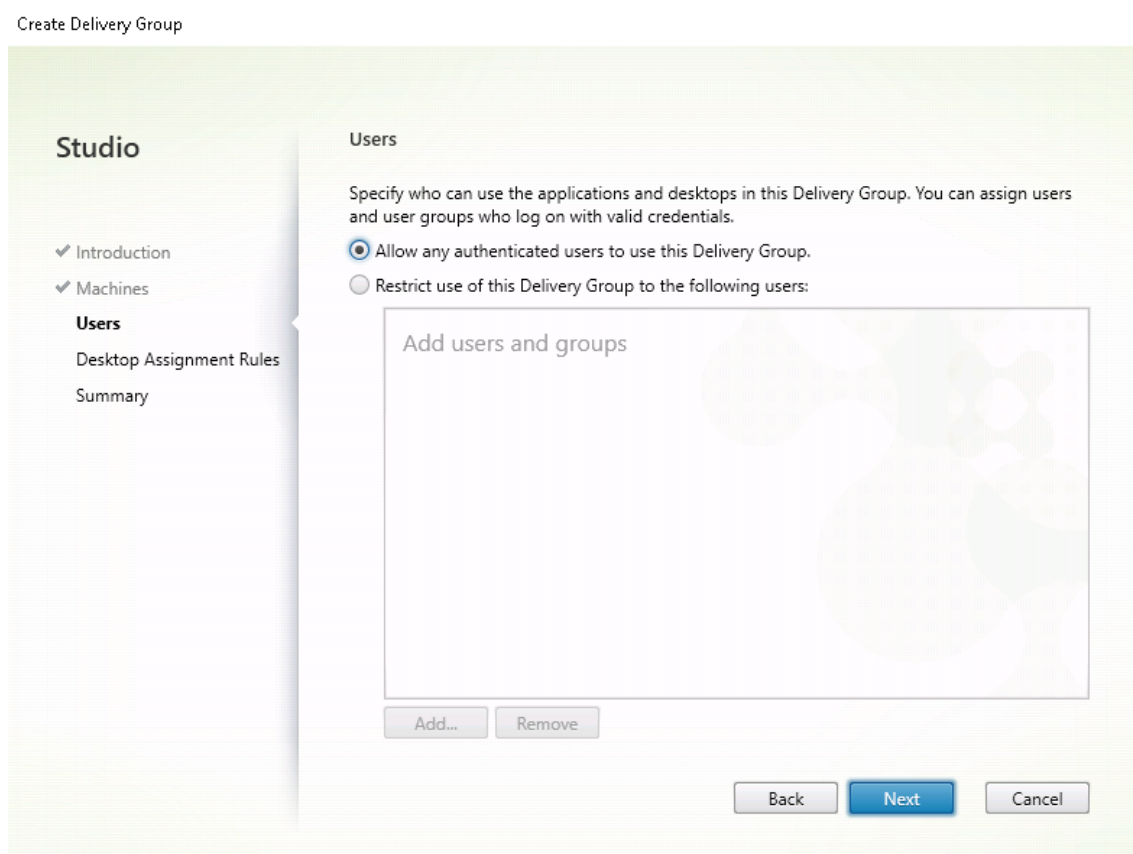 Create Delivery Group
Studio
Introduction
Machines
Users
Desktop Assignment Rules
Summary
Users
Specify who can use the applications and desktops in this Delivery Group. You can assign users
and user groups who log on with valid credentials.
Allow any authenticated users to use this Delivery Group.
Restrict use of this Delivery Group to the following users:
Add users and groups
Add...
Remove
Back
Next
Cancel